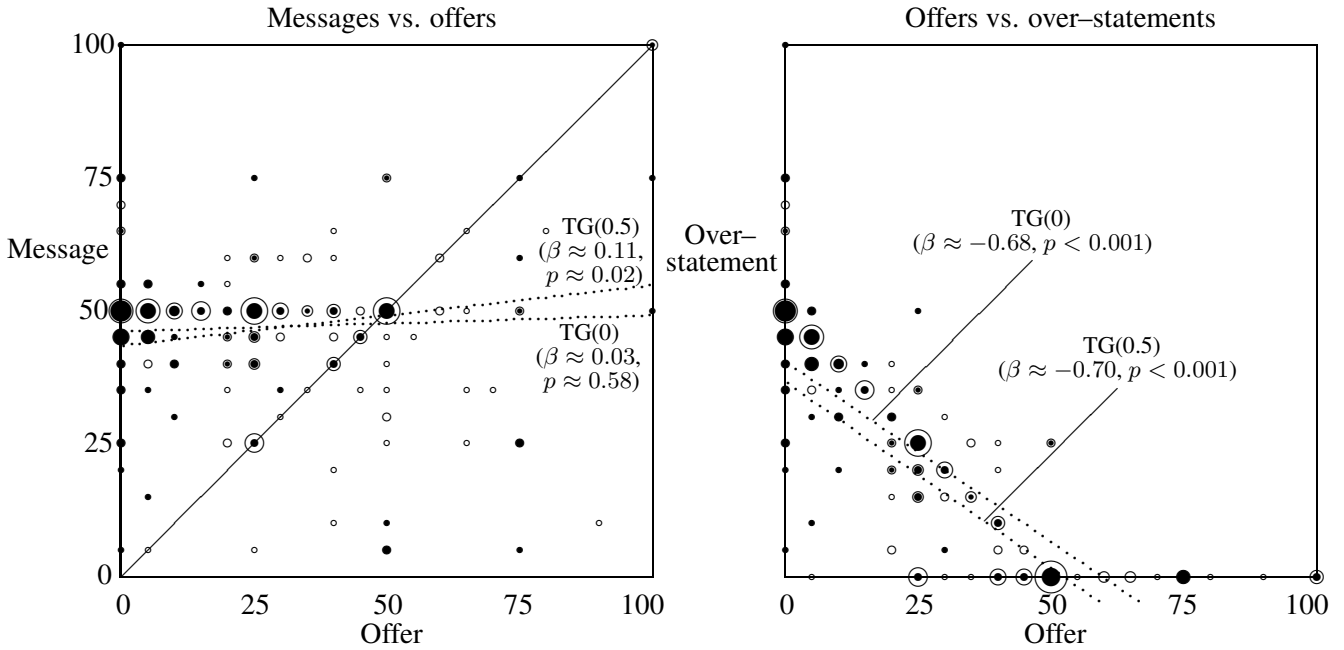 Messages vs. offers
100
75
Message
50
25
0
0 25 50 75 100
Offer
TG(0.5)
(β ≈ 0.11,
p ≈ 0.02)
TG(0)
(β ≈ 0.03,
p ≈ 0.58)
Offers vs. over–statements
Over–
statement
TG(0)
(β ≈ −0.68, p < 0.001)
TG(0.5)
(β ≈ −0.70, p < 0.001)
0 25 50 75 100
Offer